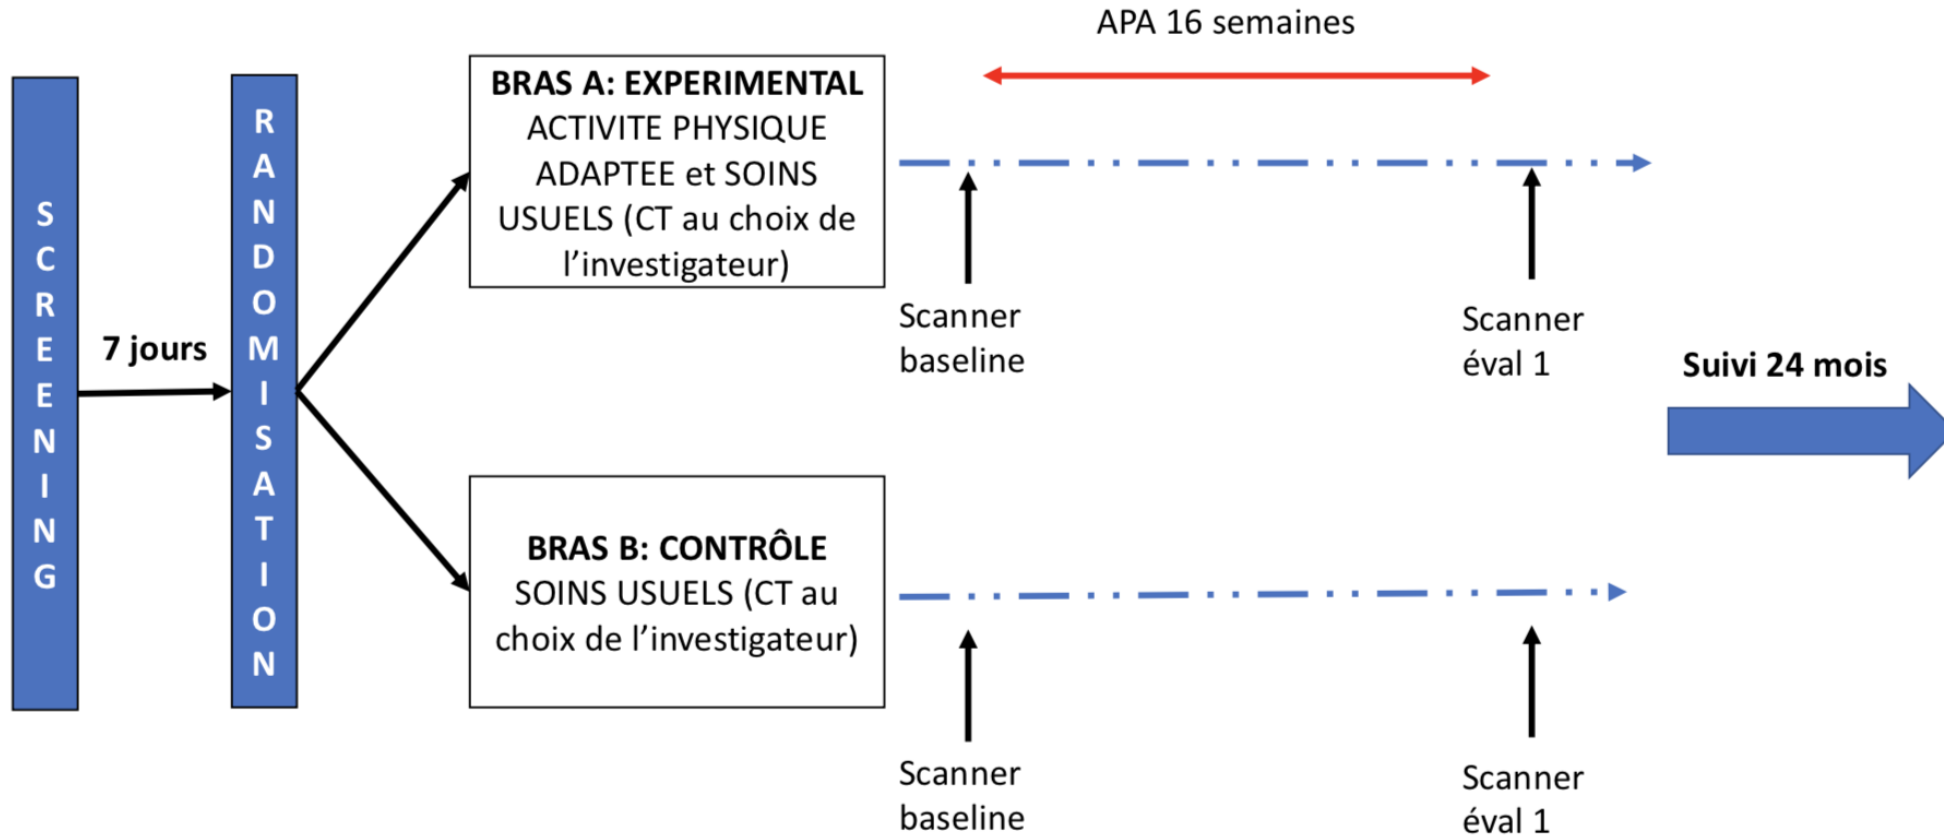 SCREENING
7 jours
RANDOMISATION
BRAS A: EXPERIMENTAL
ACTIVITE PHYSIQUE
ADAPTEE et SOINS
USUELS (CT au choix de
l’investigateur)
APA 16 semaines
Scanner
baseline
Scanner
éval 1
BRAS B: CONTRÔLE
SOINS USUELS (CT au
choix de l’investigateur)
Scanner
baseline
Scanner
éval 1
Suivi 24 mois